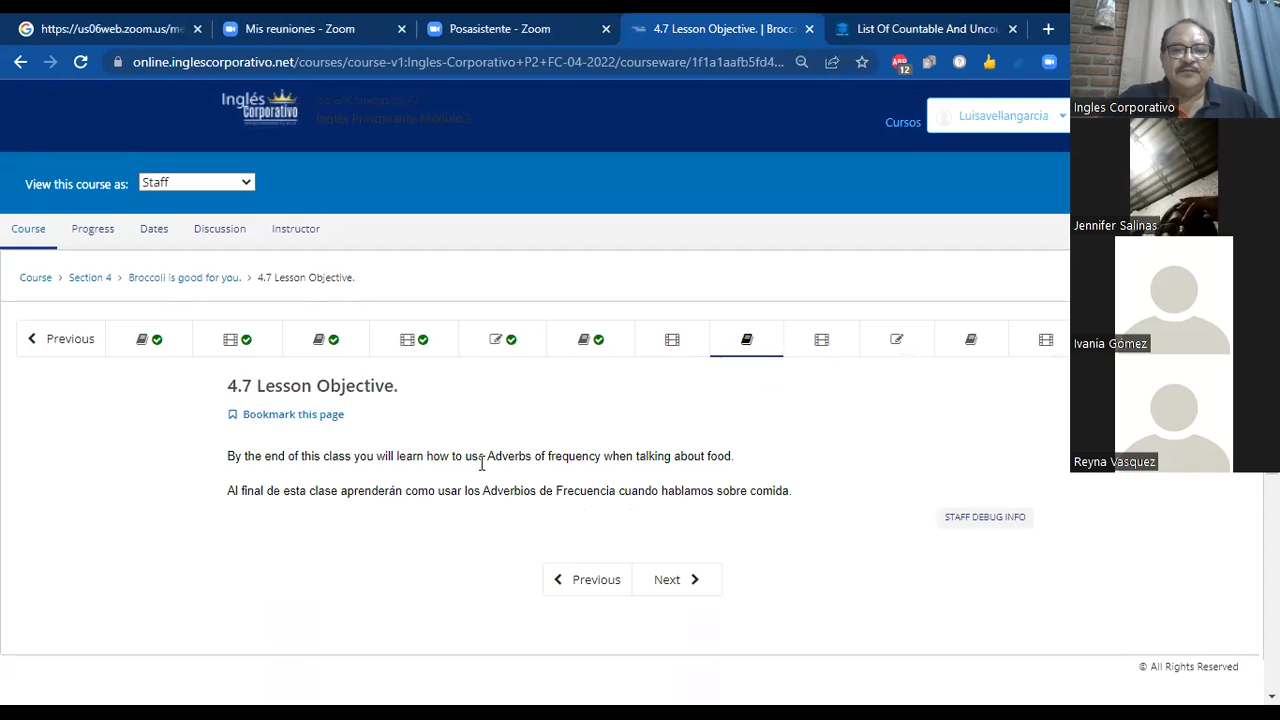 https://us06web.zoom.us/me
Mis reuniones - Zoom
Posasistente - Zoom
4.7 Lesson Objective. | Brocc
List Of Countable And Uncou
online.inglescorporativo.net/courses/course-v1:Ingles-Corporativo+P2+FC-04-2022/courseware/1f1a1aafb5fd4...
12
Inglés
Corporativo
Inglés Principiante Módulo 2
Cursos
Luisavellangarcia
View this course as:
Staff
Course
Progress
Dates
Discussion
Instructor
Course > Section 4 > Broccoli is good for you. > 4.7 Lesson Objective.
Previous
4.7 Lesson Objective.
Bookmark this page
By the end of this class you will learn how to use Adverbs of frequency when talking about food.
Al final de esta clase aprenderán como usar los Adverbios de Frecuencia cuando hablamos sobre comida.
STAFF DEBUG INFO
Previous
Next
© All Rights Reserved
Ingles Corporativo
Jennifer Salinas
Ivania Gómez
Reyna Vasquez